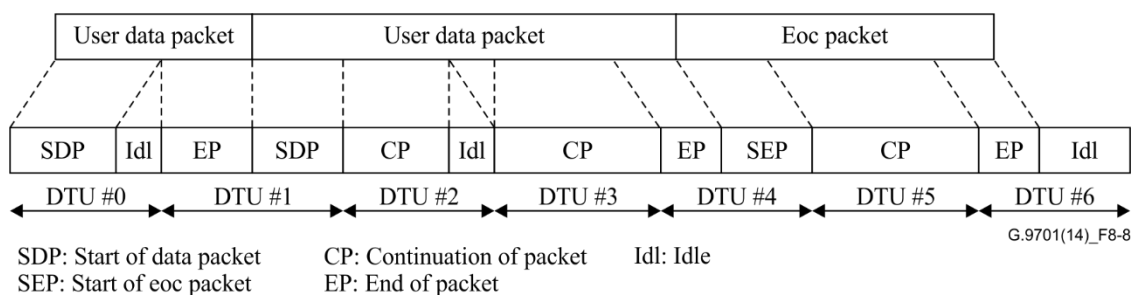 User data packet User data packet Eoc packet
SDP Idl EP SDP CP Idl CP EP SEP CP EP Idl
DTU #0 DTU #1 DTU #2 DTU #3 DTU #4 DTU #5 DTU #6
G.9701(14)_F8-8
SDP: Start of data packet CP: Continuation of packet Idl: Idle
SEP: Start of eoc packet EP: End of packet